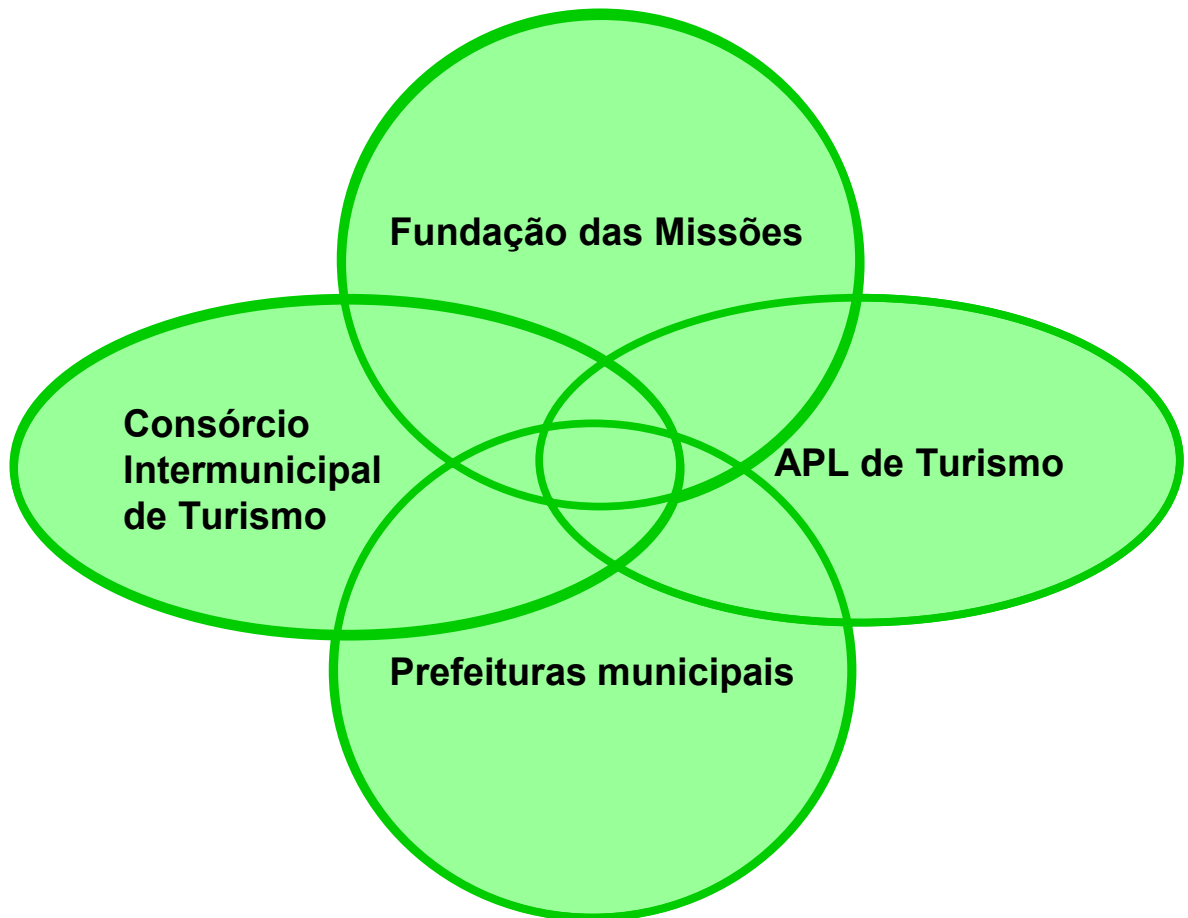 Fundação das Missões
Consórcio
Intermunicipal
de Turismo
APL de Turismo
Prefeituras municipais